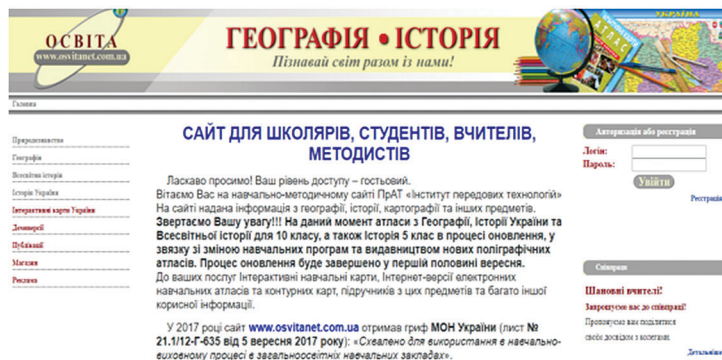 ОСВІТА
www.osvitanet.com.ua
ГЕОГРАФІЯ • ІСТОРІЯ
Пізнавай світ разом із нами!
УКРАЇНА
АТЛАС
Головна
Природознавство
Географія
Всесвітня історія
Історія України
Інтерактивні карти України
Демоверсії
Публікації
Магазин
Реклама
САЙТ ДЛЯ ШКОЛЯРІВ, СТУДЕНТІВ, ВЧИТЕЛІВ,
МЕТОДИСТІВ
Ласкаво просимо! Ваш рівень доступу – гостьовий.
Вітаємо Вас на навчально-методичному сайті ПрАТ «Інститут передових технологій»
На сайті надана інформація з географії, історії, картографії та інших предметів.
Звертаємо Вашу увагу!!! На даний момент атласи з Географії, Історії України та
Всесвітньої історії для 10 класу, а також Історія 5 клас в процесі оновлення, у
звязку зі зміною навчальних програм та видавництвом нових поліграфічних
атласів. Процес оновлення буде завершено у першій половині вересня.
До ваших послуг Інтерактивні навчальні карти, Інтернет-версії електронних
навчальних атласів та контурних карт, підручників з цих предметів та багато іншої
корисної інформації.
У 2017 році сайт www.osvitanet.com.ua отримав гриф МОН України (лист №
21.1/12-Г-635 від 5 вересня 2017 року): «Схвалено для використання в навчально-
виховному процесі в загальноосвітніх навчальних закладах».
Авторизація або реєстрація
Логін:
Пароль:
Увійти
Реєстрація
Співпраця
Шановні вчителі!
Запрошуємо вас до співпраці!
Пропонуємо вам поділитися
своїм досвідом з колегами.
Детальніше